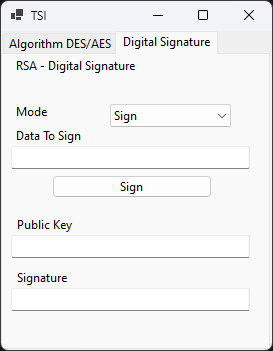 TSI
Algorithm DES/AES Digital Signature
RSA - Digital Signature
Mode Sign
Data To Sign
Sign
Public Key
Signature